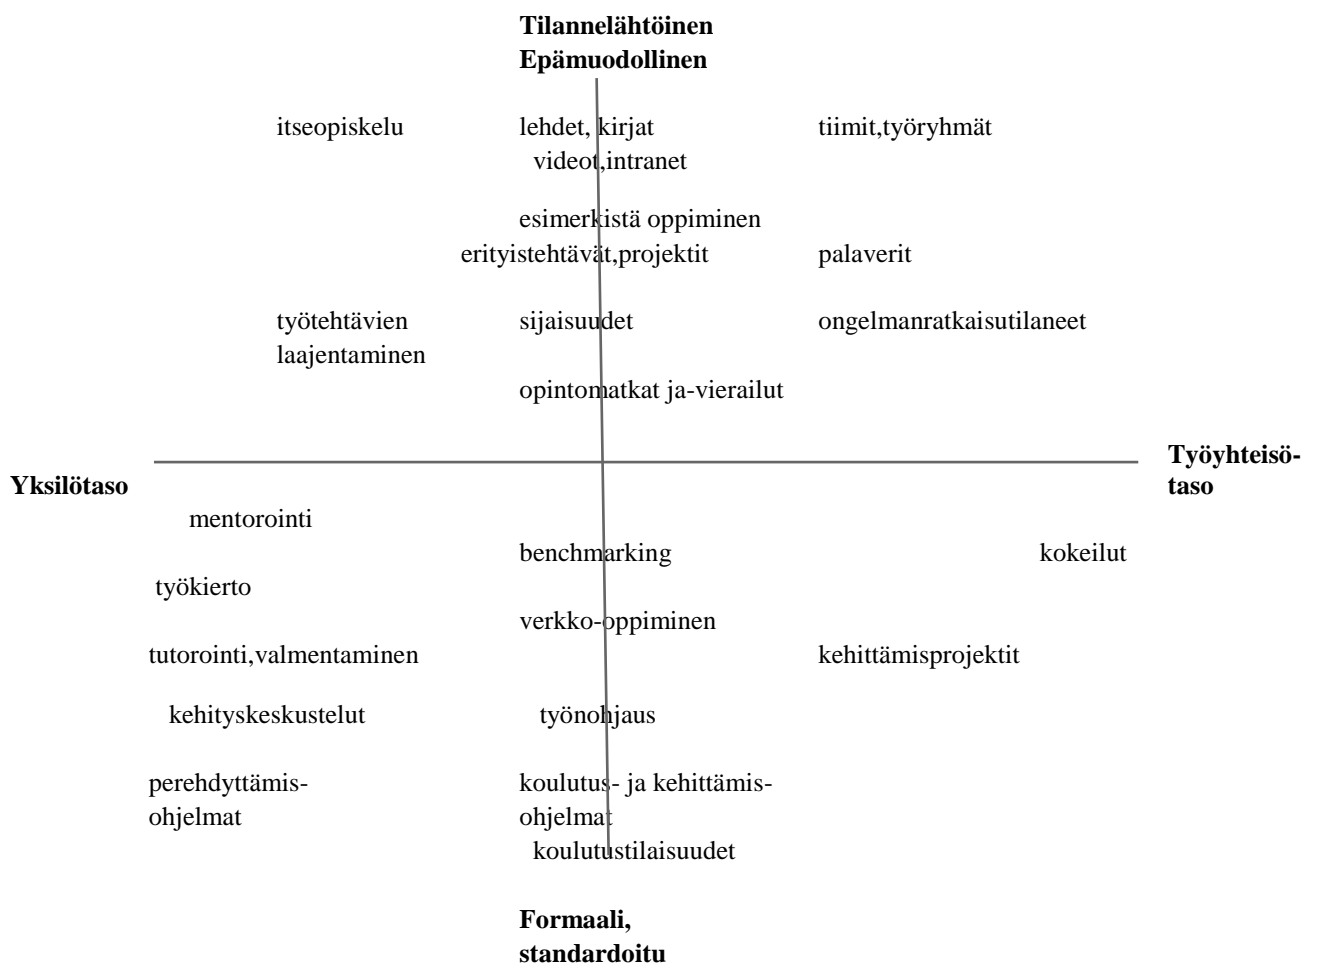 Tilannelähtöinen
Epämuodollinen
itseopiskelu
lehdet, kirjat
tiimit,työryhmät
videot,intranet
esimerkistä oppiminen
erityistehtävät,projektit
palaverit
työtehtävien
sijaisuudet
ongelmanratkaisutilaneet
laajentaminen
opintomatkat ja-vierailut
Työyhteisö-
Yksilötaso
taso
mentorointi
benchmarking
kokeilut
työkierto
verkko-oppiminen
tutorointi,valmentaminen
kehittämisprojektit
kehityskeskustelut
työnohjaus
perehdyttämis-
koulutus- ja kehittämis-
ohjelmat
ohjelmat
koulutustilaisuudet
Formaali,
standardoitu